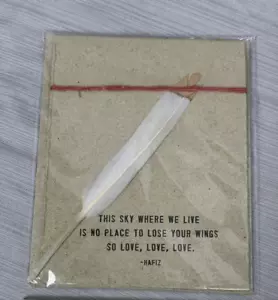 THIS SKY WHERE WE LIVE
IS NO PLACE TO LOSE YOUR WINGS
SO LOVE, LOVE, LOVE.
-HAFIZ